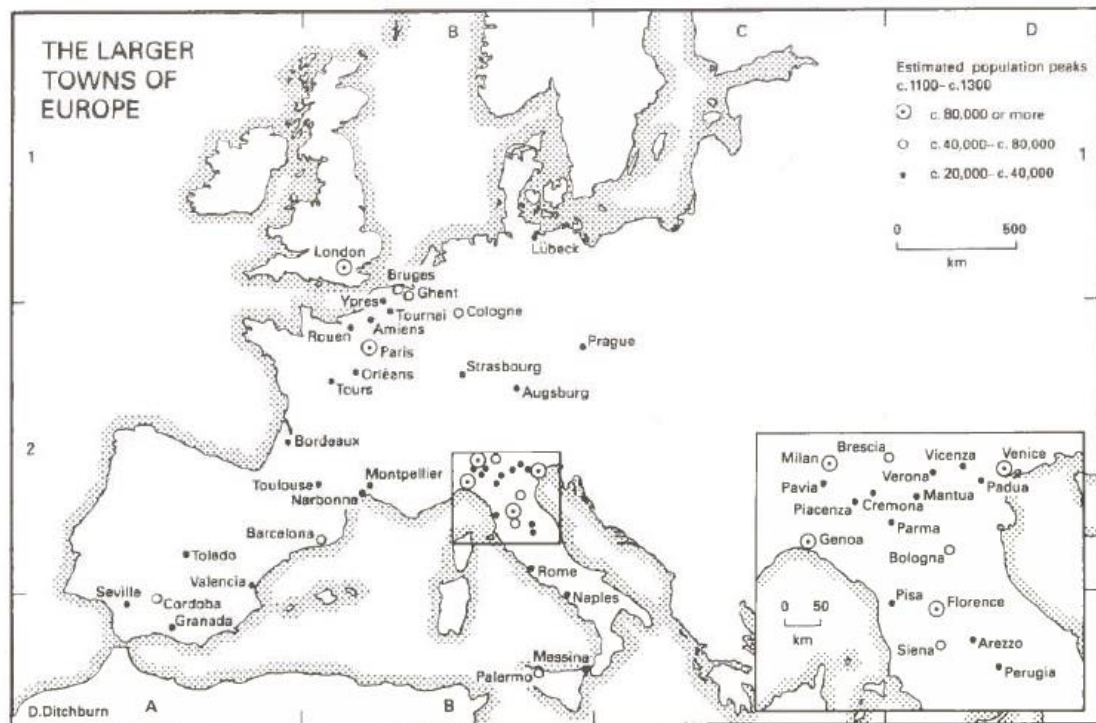 THE LARGER
TOWNS OF
EUROPE
B
C
D
Estimated population peaks
c.1100–c.1300
c. 80,000 or more
c. 40,000–c. 80,000
c. 20,000–c. 40,000
0 500
km
1
1
London
Lübeck
Bruges
Ghent
Ypres
Tournai
Cologne
Amiens
Rouen
Paris
Prague
Strasbourg
Orléans
Augsburg
Tours
2
Bordeaux
Toulouse
Montpellier
Narbonne
Barcelona
Toledo
Rome
Valencia
Seville
Cordoba
Naples
Granada
Messina
Palermo
Milan
Brescia
Vicenza
Venice
Verona
Pavia
Padua
Piacenza
Cremona
Mantua
Parma
Genoa
Bologna
Pisa
Florence
0 50
km
Siena
Arezzo
Perugia
D.Ditchburn
A
B